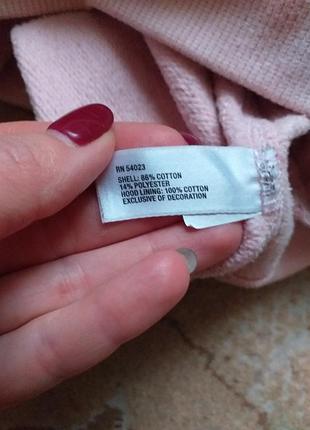 RN 54023
SHELL: 86% COTTON
14% POLYESTER
HOOD LINING: 100% COTTON
EXCLUSIVE OF DECORATION